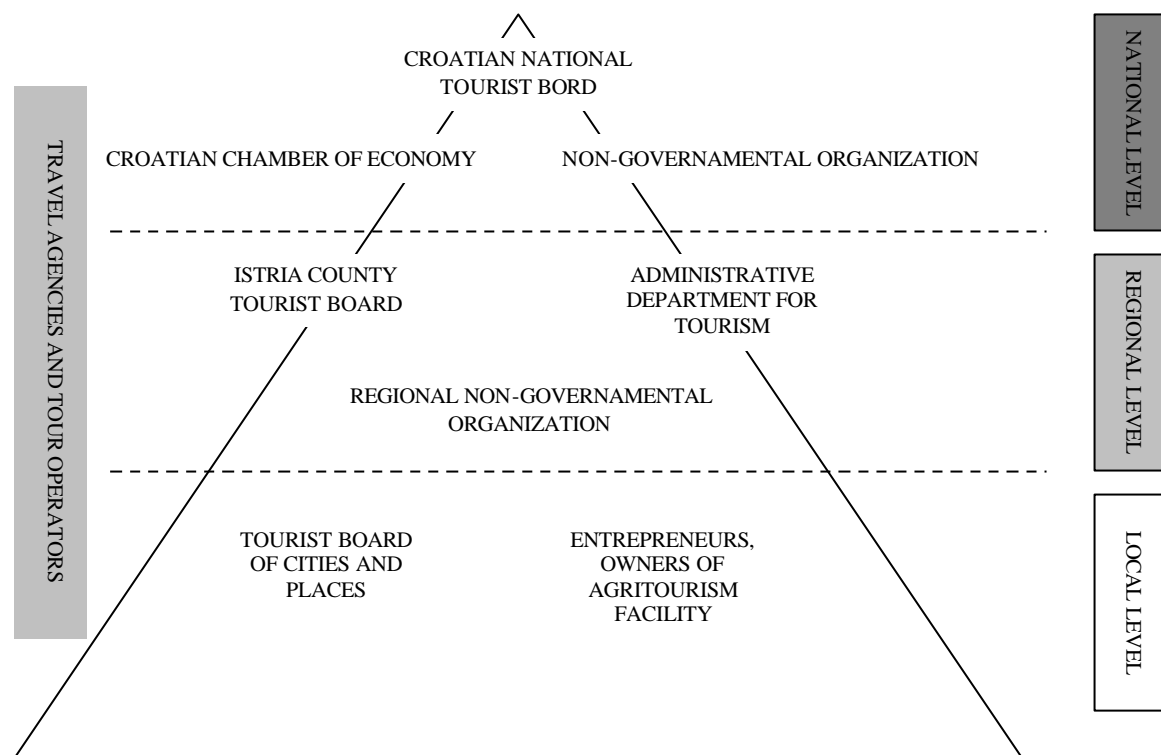 CROATIAN NATIONAL
TOURIST BORD
CROATIAN CHAMBER OF ECONOMY
NON-GOVERNAMENTAL ORGANIZATION
ISTRIA COUNTY
TOURIST BOARD
ADMINISTRATIVE
DEPARTMENT FOR
TOURISM
REGIONAL NON-GOVERNAMENTAL
ORGANIZATION
TOURIST BOARD
OF CITIES AND
PLACES
ENTREPRENEURS,
OWNERS OF
AGRITOURISM
FACILITY
TRAVEL AGENCIES AND TOUR OPERATORS
NATIONAL LEVEL
REGIONAL LEVEL
LOCAL LEVEL